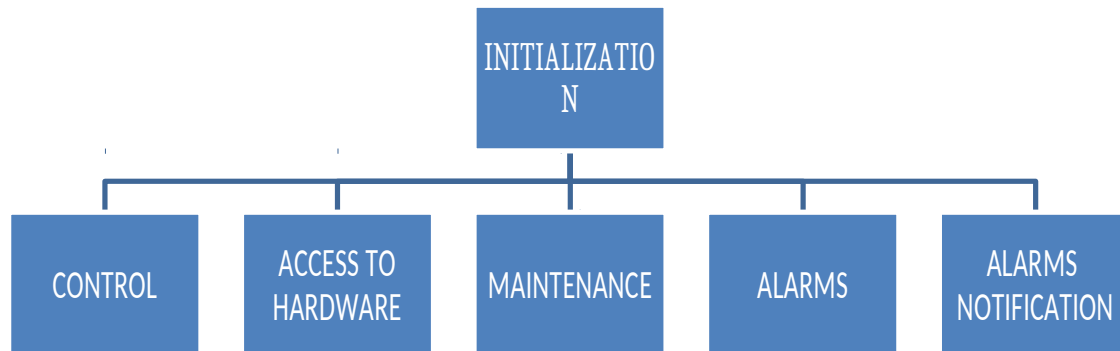 INITIALIZATIO
N
CONTROL
ACCESS TO
HARDWARE
MAINTENANCE
ALARMS
ALARMS
NOTIFICATION